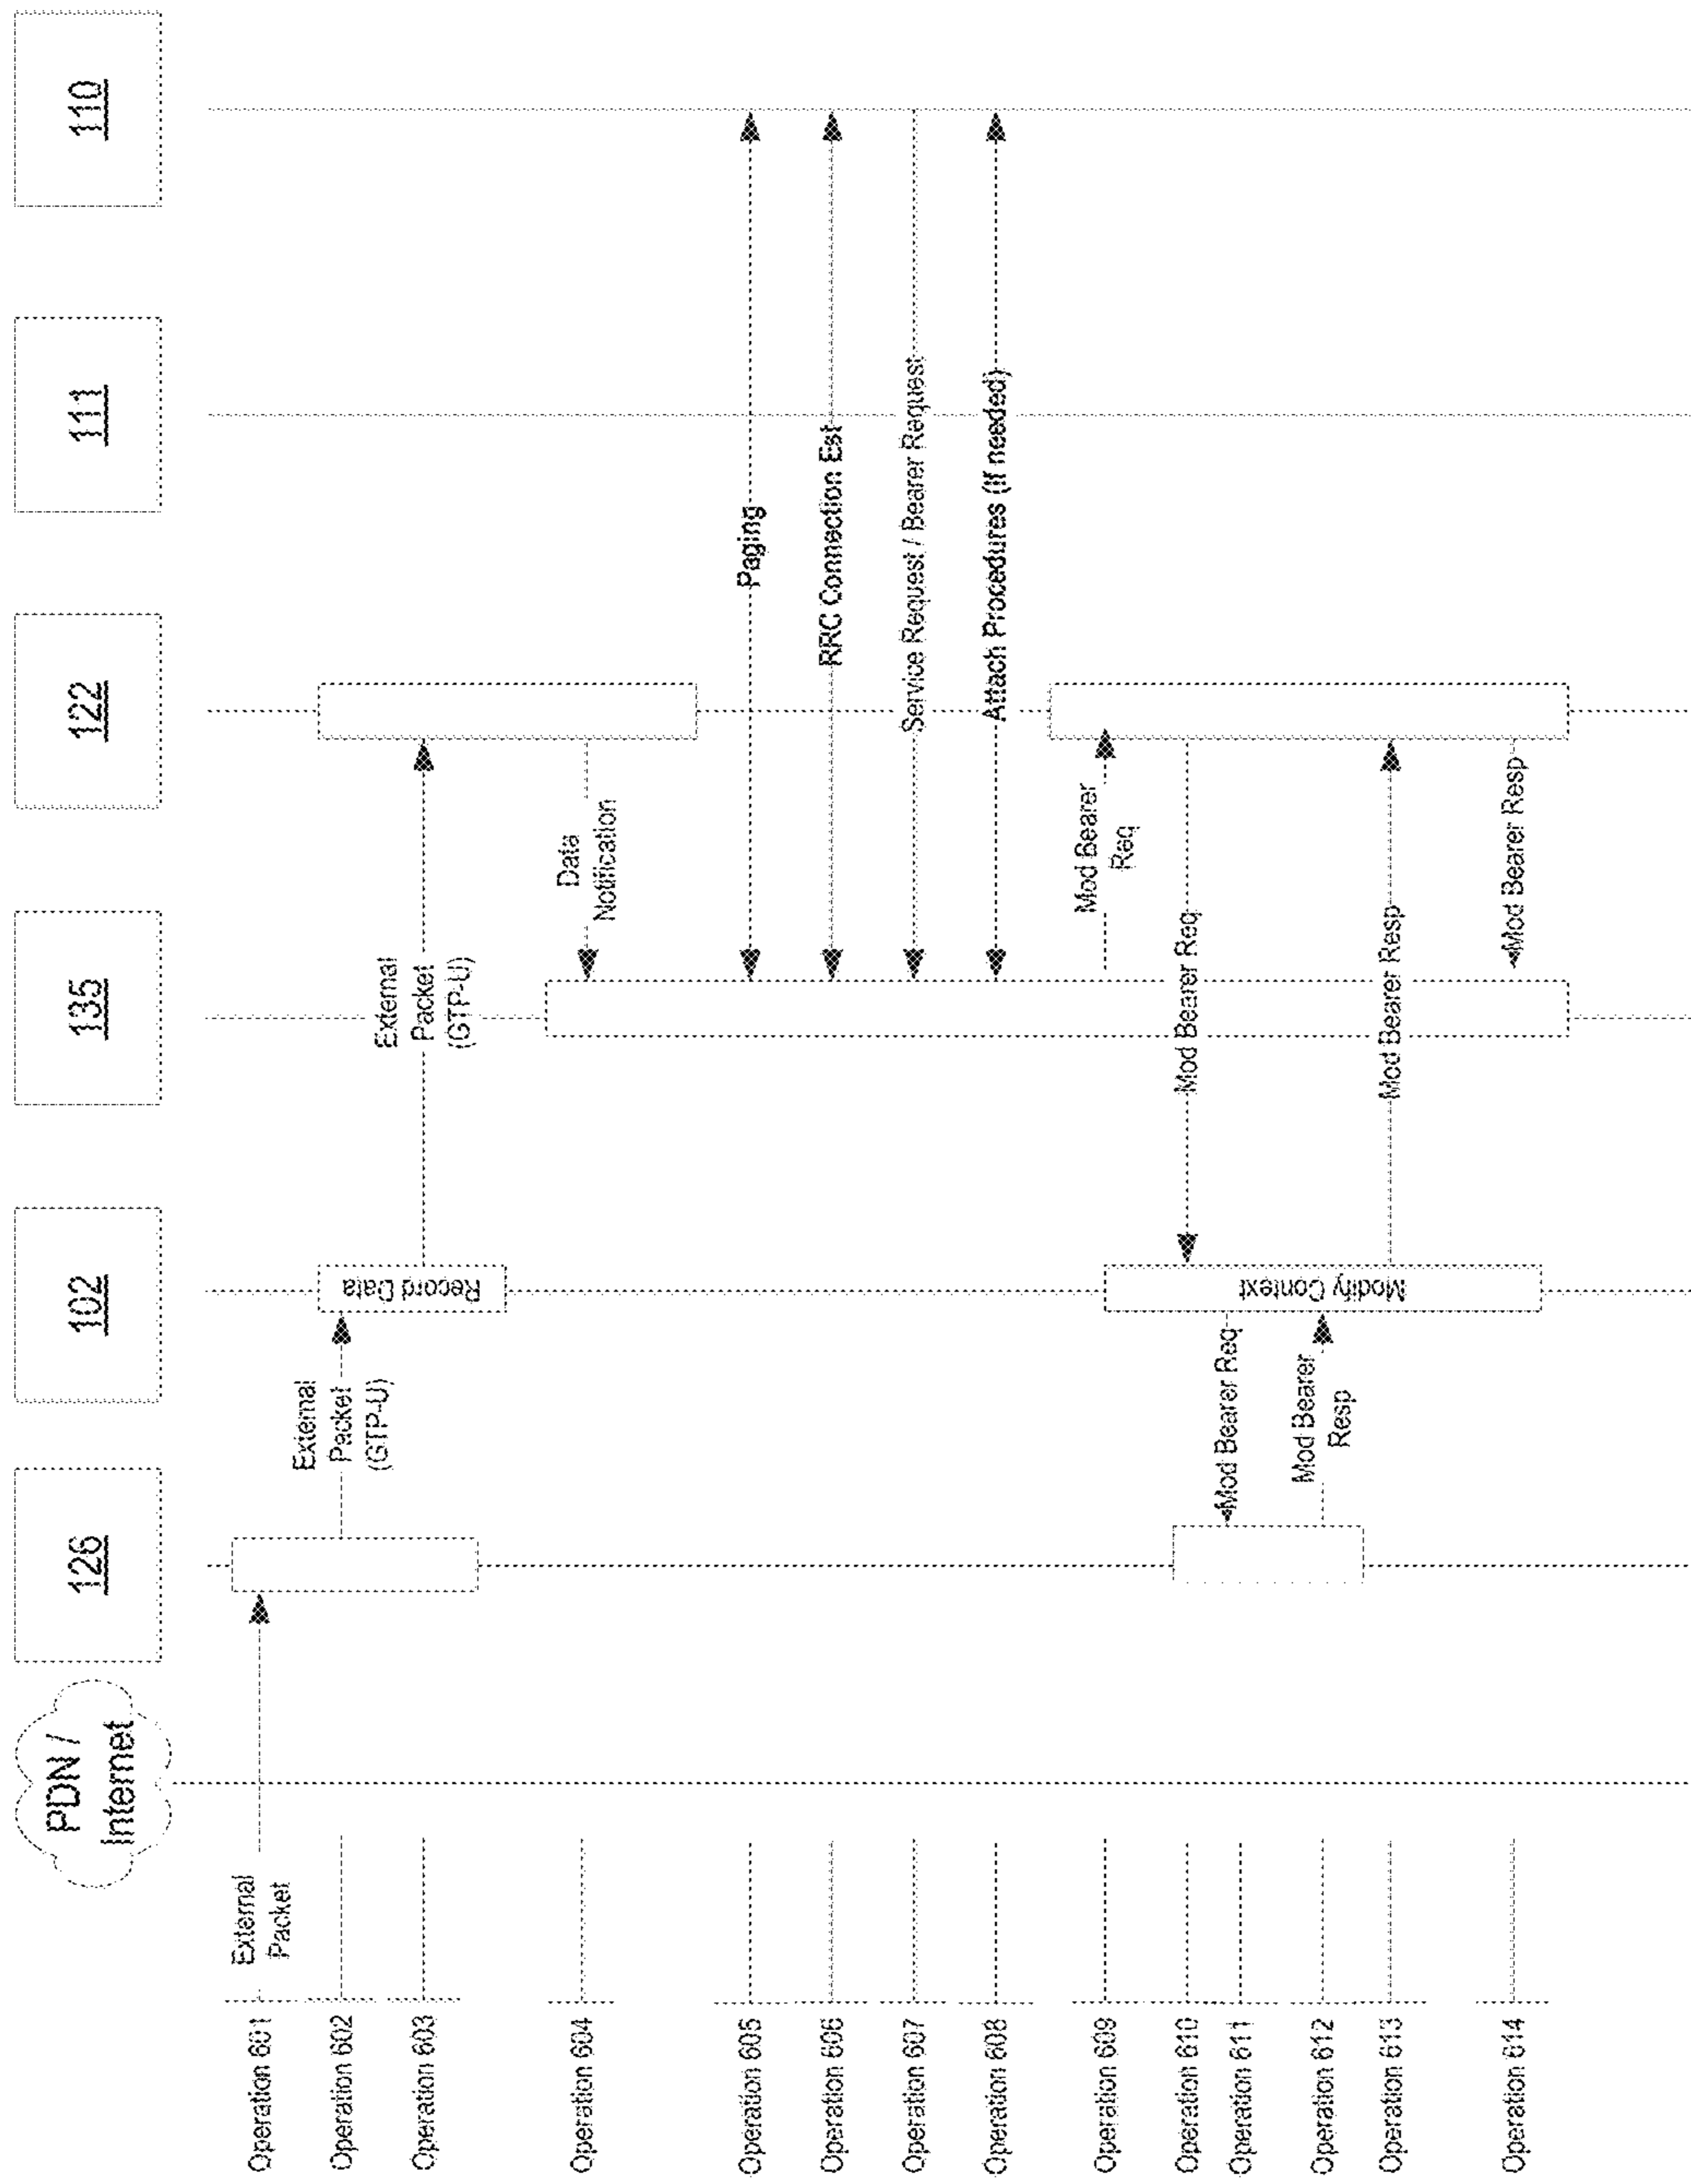 PDN /
Internet
126
102
135
122
111
110
Operation 601
External
Packet
Operation 602
External
Packet
(GTP-U)
Record Data
Operation 603
External
Packet
(GTP-U)
Operation 604
Data
Notification
Operation 605
Paging
Operation 606
RRC Connection Est
Operation 607
Service Request / Bearer Request
Operation 608
Attach Procedures (If needed)
Operation 609
Mod Bearer
Req
Operation 610
Mod Bearer Req
Operation 611
Mod Bearer Req
Modify Context
Operation 612
Mod Bearer
Resp
Operation 613
Mod Bearer Resp
Operation 614
Mod Bearer Resp